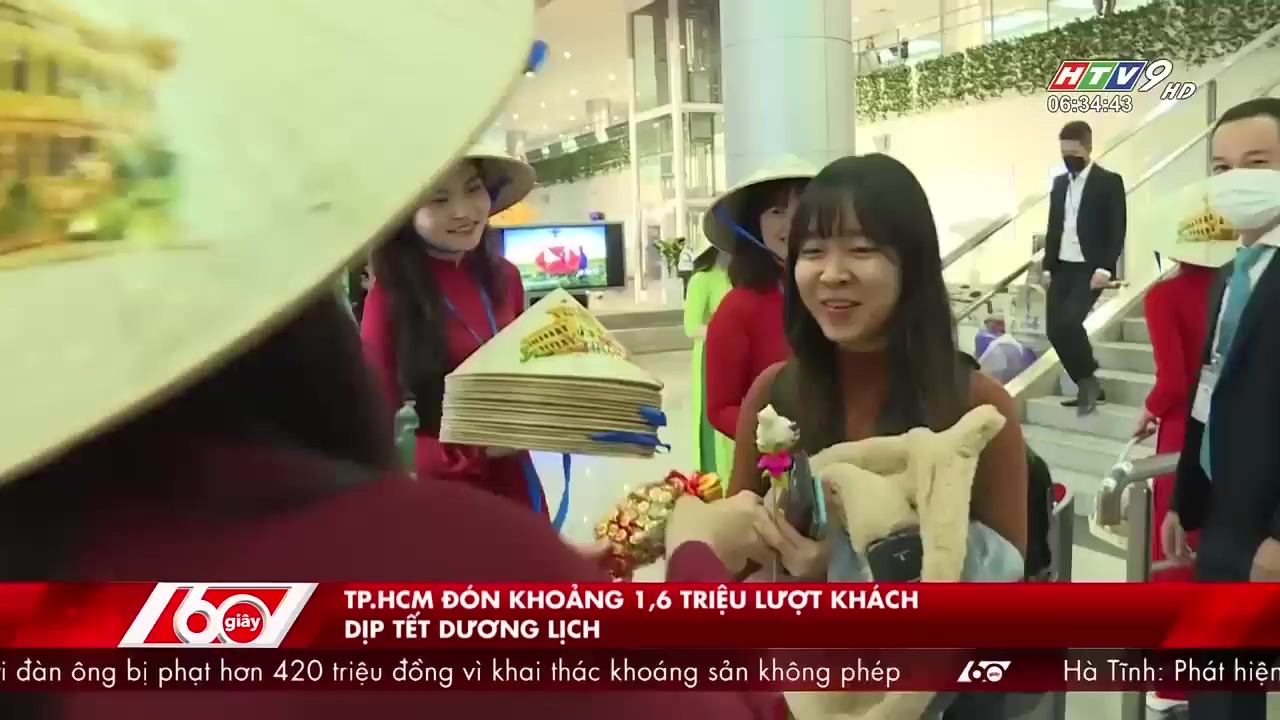 HTV9 HD
06:34:43
60 giây
TP.HCM ĐÓN KHOẢNG 1,6 TRIỆU LƯỢT KHÁCH
DỊP TẾT DƯƠNG LỊCH
đàn ông bị phạt hơn 420 triệu đồng vì khai thác khoáng sản không phép 60 giây Hà Tĩnh: Phát hiện